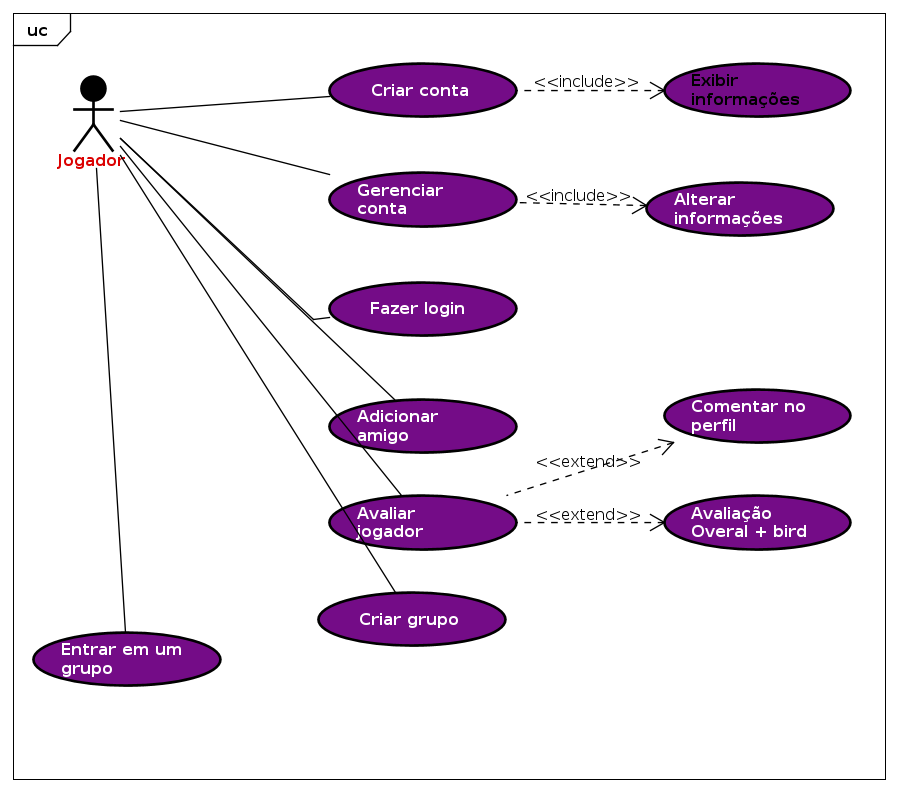 uc
Jogador
Criar conta
<<include>>
Exibir
informações
Gerenciar
conta
<<include>>
Alterar
informações
Fazer login
Adicionar
amigo
Comentar no
perfil
<<extend>>
Avaliar
jogador
<<extend>>
Avaliação
Overal + bird
Criar grupo
Entrar em um
grupo